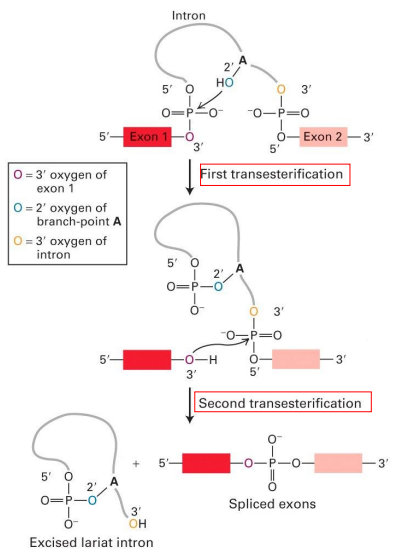 Intron
A
2′
HO
5′ O O 3′
O=P–O⁻ ⁻O–P=O
5′– Exon 1 O O Exon 2 –3′
3′ 5′
First transesterification
O = 3′ oxygen of
exon 1
O = 2′ oxygen of
branch-point A
O = 3′ oxygen of
intron
5′ O 2′ A
O=P–O
O⁻
O 3′
⁻O–P=O
5′– O–H O –3′
3′ 5′
Second transesterification
5′ O 2′ A
O=P–O
O⁻
3′
OH
+
O⁻
5′– O–P–O– –3′
O
Spliced exons
Excised lariat intron